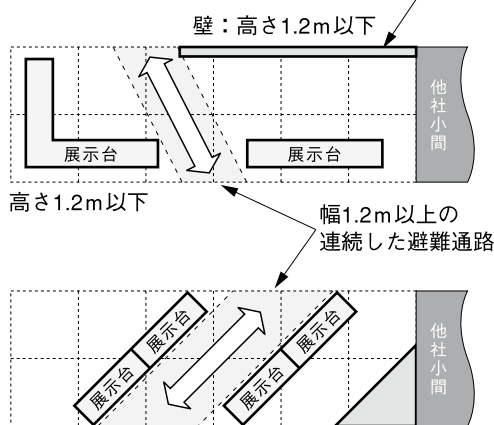 壁：高さ1.2m以下
他社小間
展示台
展示台
高さ1.2m以下
幅1.2m以上の
連続した避難通路
展示台
展示台
展示台
展示台
他社小間